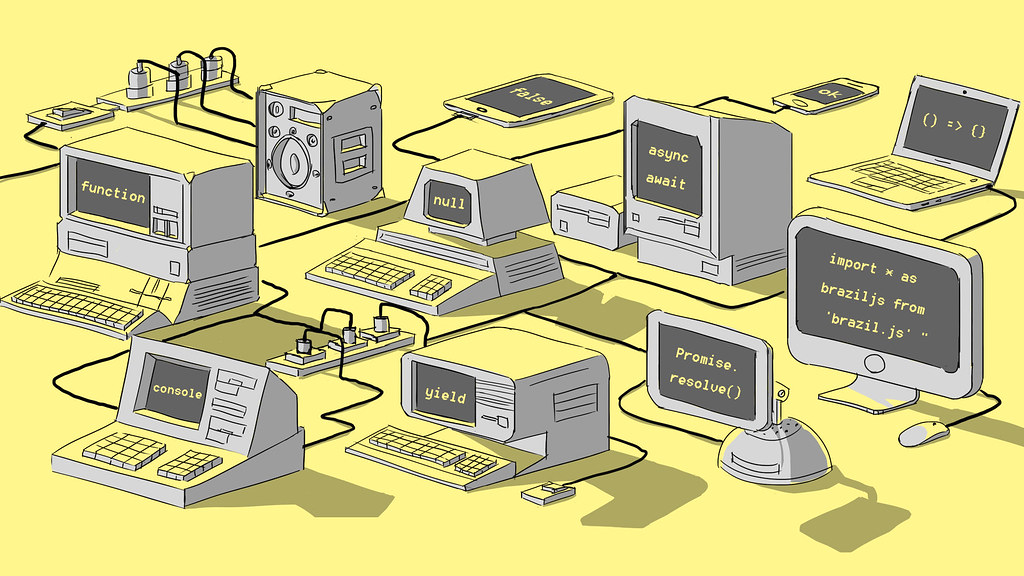 false
ok
() => {}
async
await
function
null
import * as
braziljs from
'brazil.js' "
Promise.
resolve()
console
yield